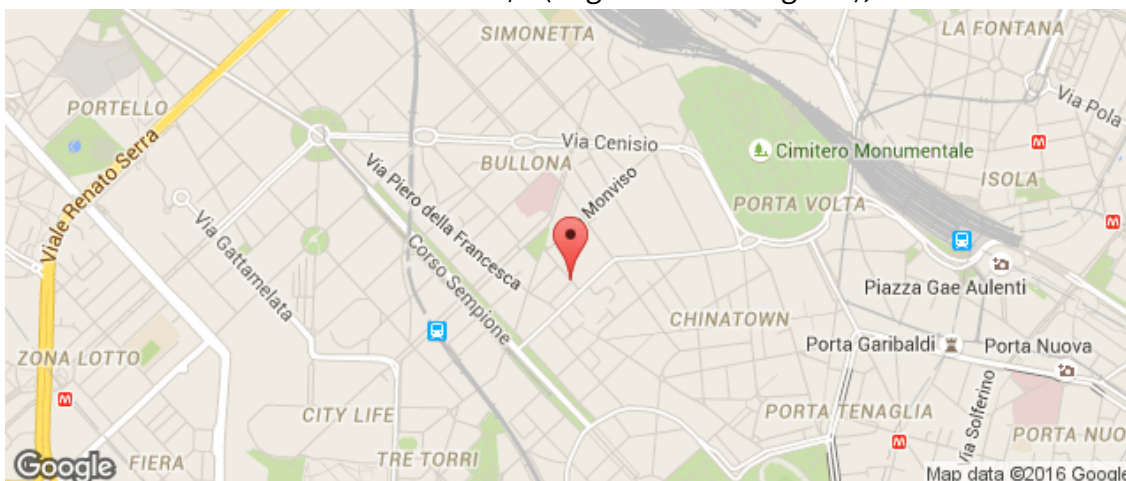 SIMONETTA
LA FONTANA
PORTELLO
Via Pola
Viale Renato Serra
Via Cenisio
BULLONA
Cimitero Monumentale
ISOLA
Via Piero della Francesca
Monviso
PORTA VOLTA
Via Gattamelata
Corso Sempione
Piazza Gae Aulenti
CHINATOWN
Porta Garibaldi
Porta Nuova
ZONA LOTTO
CITY LIFE
PORTA TENAGLIA
Via Solferino
PORTA NUO
TRE TORRI
FIERA
Google
Map data ©2016 Google